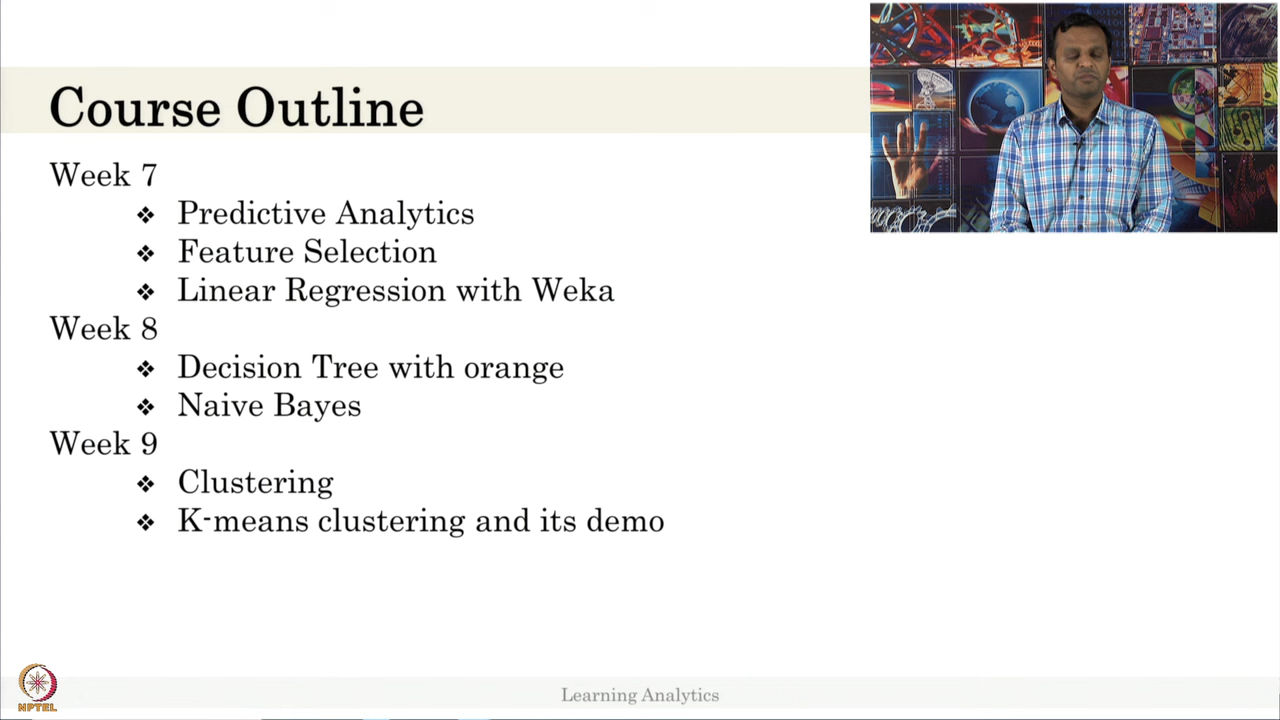 Course Outline
Week 7
❖ Predictive Analytics
❖ Feature Selection
❖ Linear Regression with Weka
Week 8
❖ Decision Tree with orange
❖ Naive Bayes
Week 9
❖ Clustering
❖ K-means clustering and its demo
NPTEL
Learning Analytics